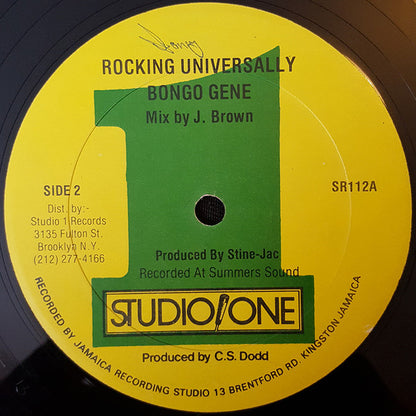 Bongo
ROCKING UNIVERSALLY
BONGO GENE
Mix by J. Brown
SIDE 2
SR112A
Dist. by:-
Studio 1 Records
3135 Fulton St.
Brooklyn N.Y.
(212) 277-4166
Produced By Stine-Jac
Recorded At Summers Sound
1
STUDIO ONE
Produced by C.S. Dodd
RECORDED BY JAMAICA RECORDING STUDIO 13 BRENTFORD RD. KINGSTON JAMAICA